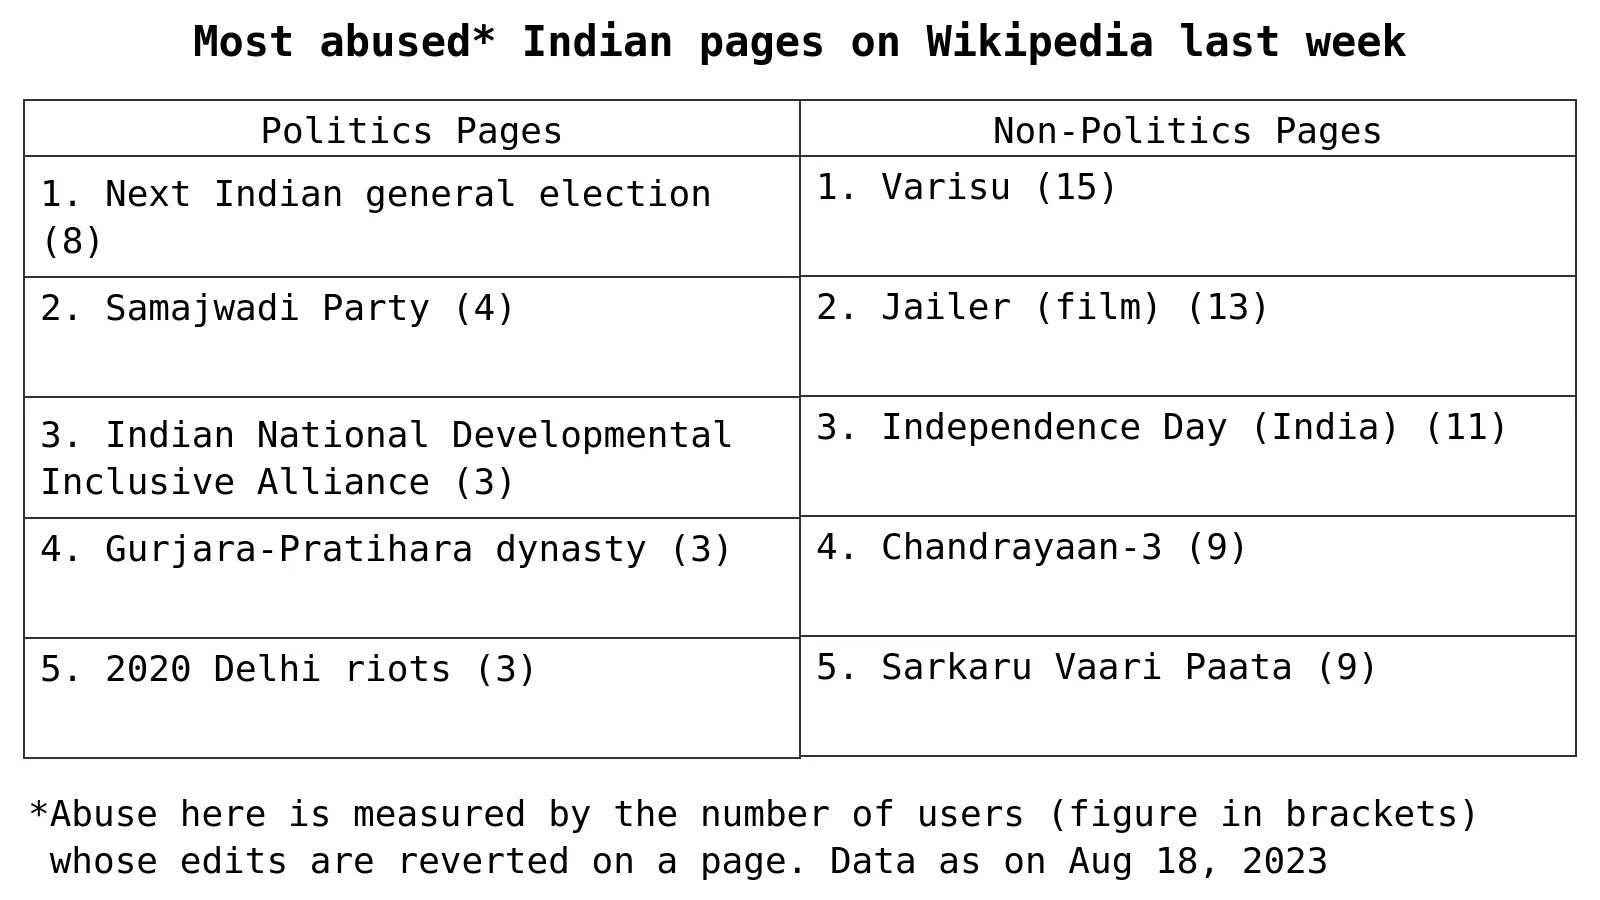 Most abused* Indian pages on Wikipedia last week
Politics Pages
1. Next Indian general election
(8)
2. Samajwadi Party (4)
3. Indian National Developmental
Inclusive Alliance (3)
4. Gurjara-Pratihara dynasty (3)
5. 2020 Delhi riots (3)
Non-Politics Pages
1. Varisu (15)
2. Jailer (film) (13)
3. Independence Day (India) (11)
4. Chandrayaan-3 (9)
5. Sarkaru Vaari Paata (9)
*Abuse here is measured by the number of users (figure in brackets)
whose edits are reverted on a page. Data as on Aug 18, 2023